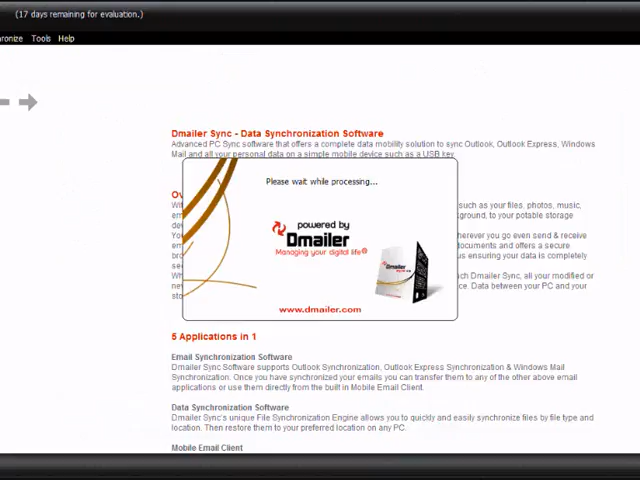 (17 days remaining for evaluation.)
ronize Tools Help
Dmailer Sync - Data Synchronization Software
Advanced PC Sync software that offers a complete data mobility solution to sync Outlook, Outlook Express, Windows
Mail and all your personal data on a simple mobile device such as a USB key.
Please wait while processing...
such as your files, photos, music,
ground, to your potable storage
powered by
Dmailer
Managing your digital life®
wherever you go even send & receive
documents and offers a secure
us ensuring your data is completely
ch Dmailer Sync, all your modified or
ce. Data between your PC and your
www.dmailer.com
5 Applications in 1
Email Synchronization Software
Dmailer Sync Software supports Outlook Synchronization, Outlook Express Synchronization & Windows Mail
Synchronization. Once you have synchronized your emails you can transfer them to any of the other above email
applications or use them directly from the built in Mobile Email Client.
Data Synchronization Software
Dmailer Sync's unique File Synchronization Engine allows you to quickly and easily synchronize files by file type and
location. Then restore them to your preferred location on any PC.
Mobile Email Client